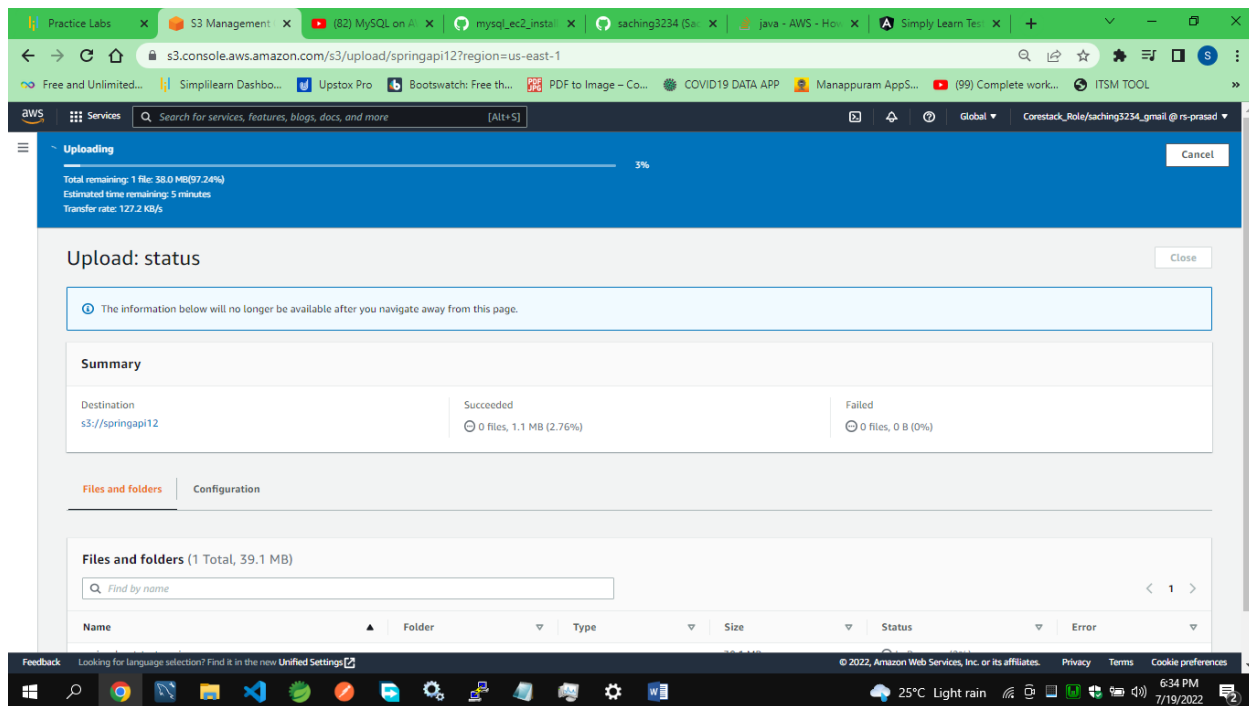 Practice Labs
S3 Management
(82) MySQL on A
mysql_ec2_install
saching3234 (Sac
java - AWS - How
Simply Learn Test
s3.console.aws.amazon.com/s3/upload/springapi12?region=us-east-1
S
Free and Unlimited...
Simplilearn Dashbo...
Upstox Pro
Bootswatch: Free th...
PDF to Image – Co...
COVID19 DATA APP
Manappuram AppS...
(99) Complete work...
ITSM TOOL
»
aws
Services
Search for services, features, blogs, docs, and more
[Alt+S]
Global
Corestack_Role/saching3234_gmail @ rs-prasad
Uploading
3%
Cancel
Total remaining: 1 file: 38.0 MB(97.24%)
Estimated time remaining: 5 minutes
Transfer rate: 127.2 KB/s
Upload: status
Close
The information below will no longer be available after you navigate away from this page.
Summary
Destination
s3://springapi12
Succeeded
0 files, 1.1 MB (2.76%)
Failed
0 files, 0 B (0%)
Files and folders
Configuration
Files and folders (1 Total, 39.1 MB)
Find by name
1
Name
Folder
Type
Size
Status
Error
Feedback
Looking for language selection? Find it in the new Unified Settings
© 2022, Amazon Web Services, Inc. or its affiliates.
Privacy
Terms
Cookie preferences
25°C Light rain
6:34 PM
7/19/2022
2